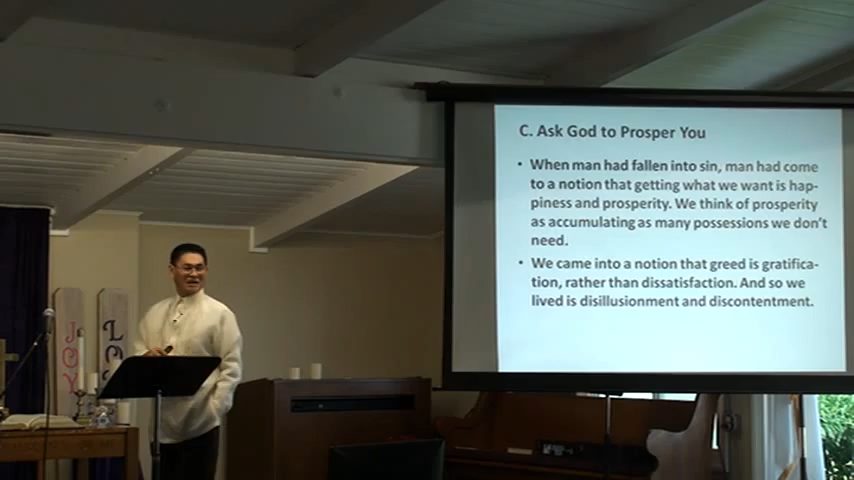 C. Ask God to Prosper You
• When man had fallen into sin, man had come
to a notion that getting what we want is hap-
piness and prosperity. We think of prosperity
as accumulating as many possessions we don't
need.
• We came into a notion that greed is gratifica-
tion, rather than dissatisfaction. And so we
lived is disillusionment and discontentment.
JOY